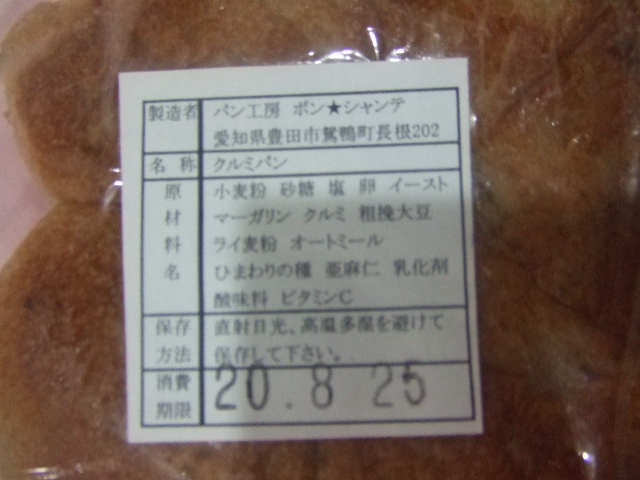 製造者 パン工房 ボン★シャンテ
愛知県豊田市鴛鴨町長根202
名称 クルミパン
原材料名 小麦粉 砂糖 塩 卵 イースト
マーガリン クルミ 粗挽大豆
ライ麦粉 オートミール
ひまわりの種 亜麻仁 乳化剤
酸味料 ビタミンC
保存方法 直射日光、高温多湿を避けて
保存して下さい。
消費期限 20.8 25